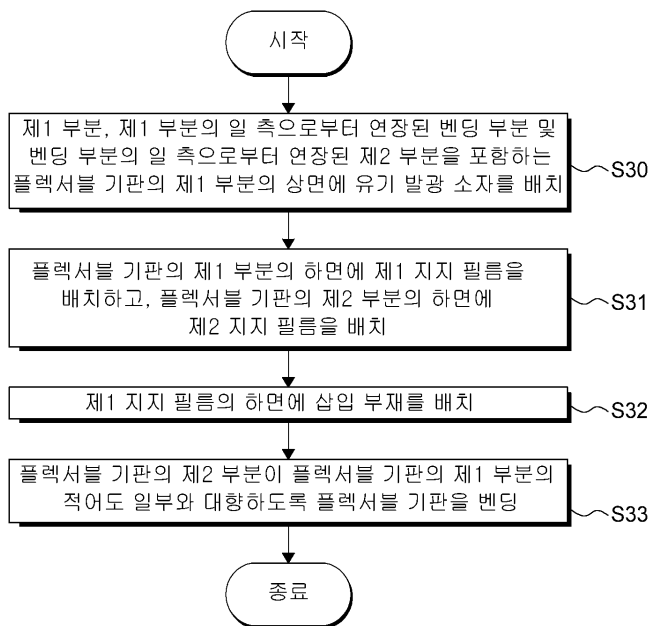 시작
제1 부분, 제1 부분의 일 측으로부터 연장된 벤딩 부분 및
벤딩 부분의 일 측으로부터 연장된 제2 부분을 포함하는
플렉서블 기판의 제1 부분의 상면에 유기 발광 소자를 배치
S30
플렉서블 기판의 제1 부분의 하면에 제1 지지 필름을
배치하고, 플렉서블 기판의 제2 부분의 하면에
제2 지지 필름을 배치
S31
제1 지지 필름의 하면에 삽입 부재를 배치
S32
플렉서블 기판의 제2 부분이 플렉서블 기판의 제1 부분의
적어도 일부와 대향하도록 플렉서블 기판을 벤딩
S33
종료